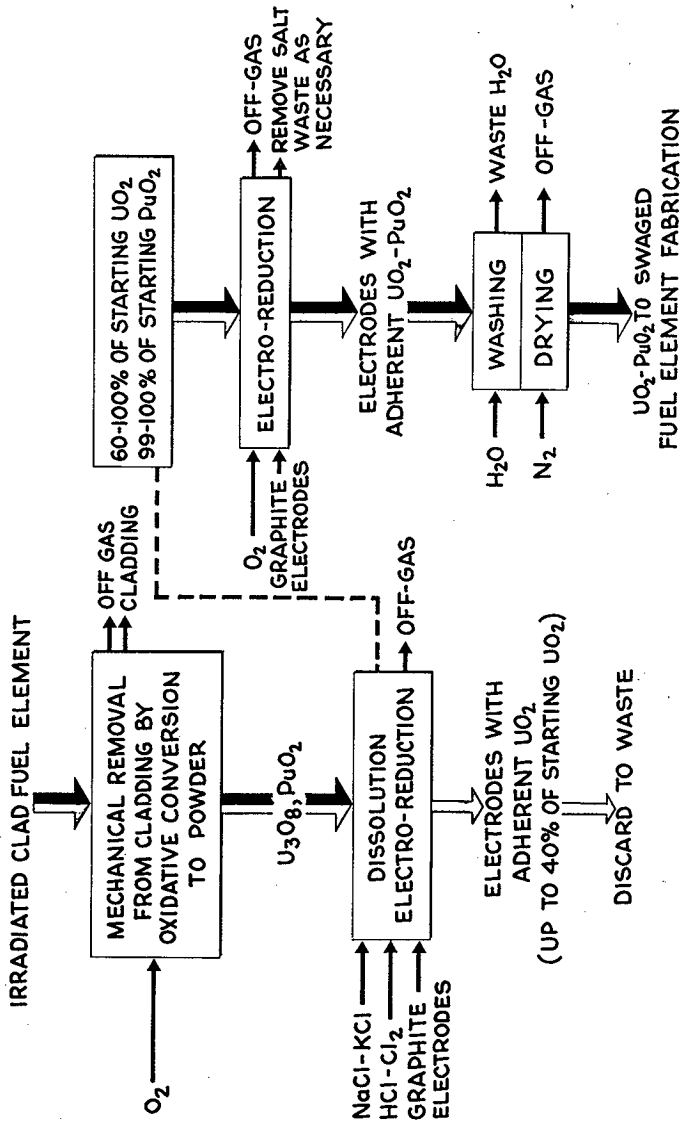 IRRADIATED CLAD FUEL ELEMENT
O₂
MECHANICAL REMOVAL
FROM CLADDING BY
OXIDATIVE CONVERSION
TO POWDER
OFF GAS
CLADDING
U₃O₈, PuO₂
NaCl-KCl
HCl-Cl₂
GRAPHITE
ELECTRODES
DISSOLUTION
ELECTRO-REDUCTION
OFF-GAS
ELECTRODES WITH
ADHERENT UO₂
(UP TO 40% OF STARTING UO₂)
DISCARD TO WASTE
60-100% OF STARTING UO₂
99-100% OF STARTING PuO₂
O₂
GRAPHITE
ELECTRODES
ELECTRO-REDUCTION
OFF-GAS
REMOVE SALT
WASTE AS
NECESSARY
ELECTRODES WITH
ADHERENT UO₂-PuO₂
H₂O
WASHING
WASTE H₂O
N₂
DRYING
OFF-GAS
UO₂-PuO₂ TO SWAGED
FUEL ELEMENT FABRICATION